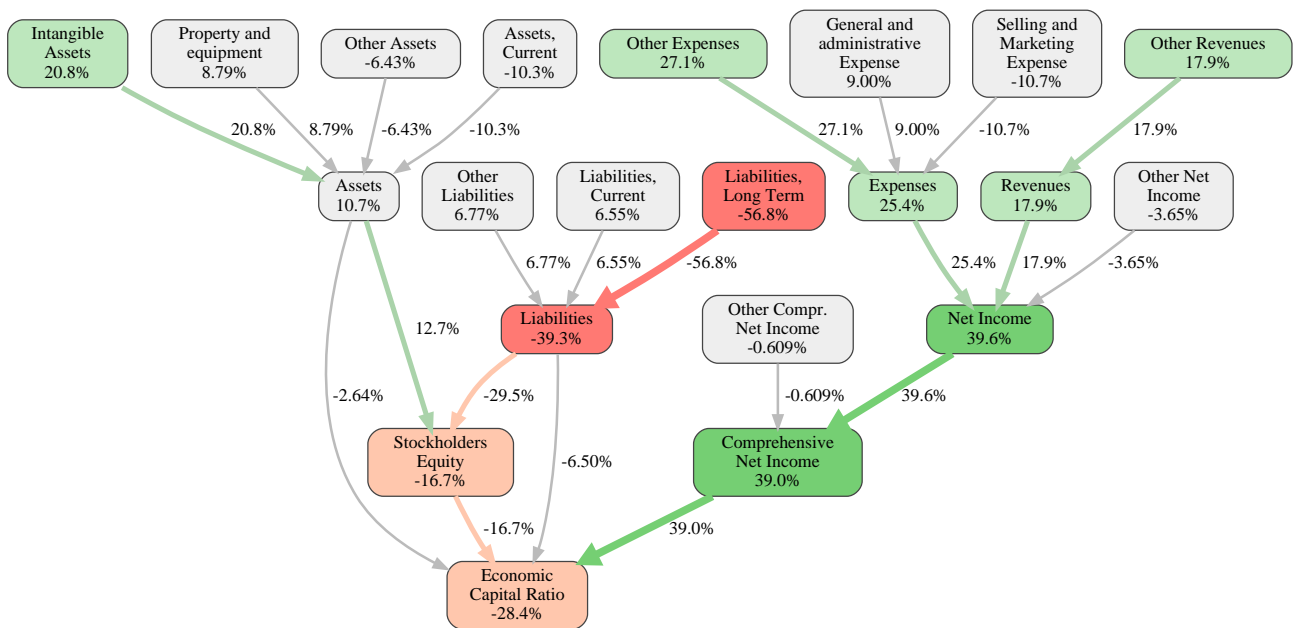 Intangible
Assets
20.8%
Property and
equipment
8.79%
Other Assets
-6.43%
Assets,
Current
-10.3%
Other Expenses
27.1%
General and
administrative
Expense
9.00%
Selling and
Marketing
Expense
-10.7%
Other Revenues
17.9%
20.8%
8.79%
-6.43%
-10.3%
27.1%
9.00%
-10.7%
17.9%
Assets
10.7%
Other
Liabilities
6.77%
Liabilities,
Current
6.55%
Liabilities,
Long Term
-56.8%
Expenses
25.4%
Revenues
17.9%
Other Net
Income
-3.65%
6.77%
6.55%
-56.8%
25.4%
17.9%
-3.65%
Liabilities
-39.3%
Other Compr.
Net Income
-0.609%
Net Income
39.6%
12.7%
-2.64%
-29.5%
-0.609%
39.6%
Stockholders
Equity
-16.7%
-6.50%
Comprehensive
Net Income
39.0%
-16.7%
39.0%
Economic
Capital Ratio
-28.4%